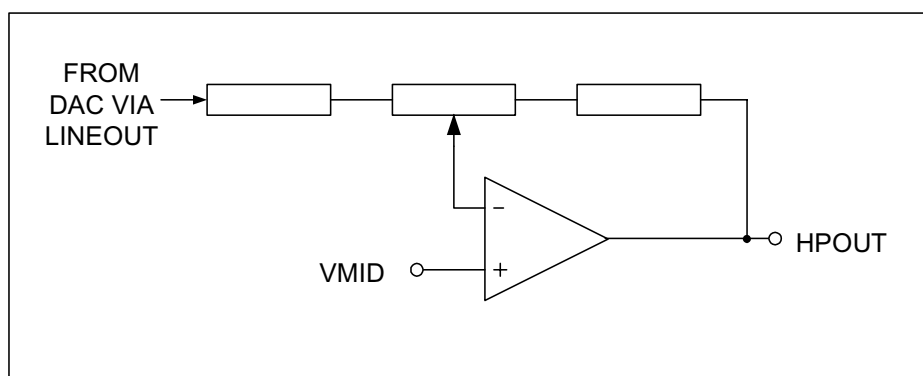 FROM
DAC VIA
LINEOUT
−
VMID
+
HPOUT